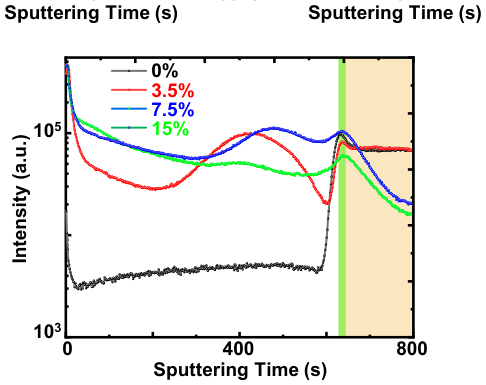 Sputtering Time (s) Sputtering Time (s)
0%
3.5%
7.5%
15%
10^5
10^3
Intensity (a.u.)
0 400 800
Sputtering Time (s)